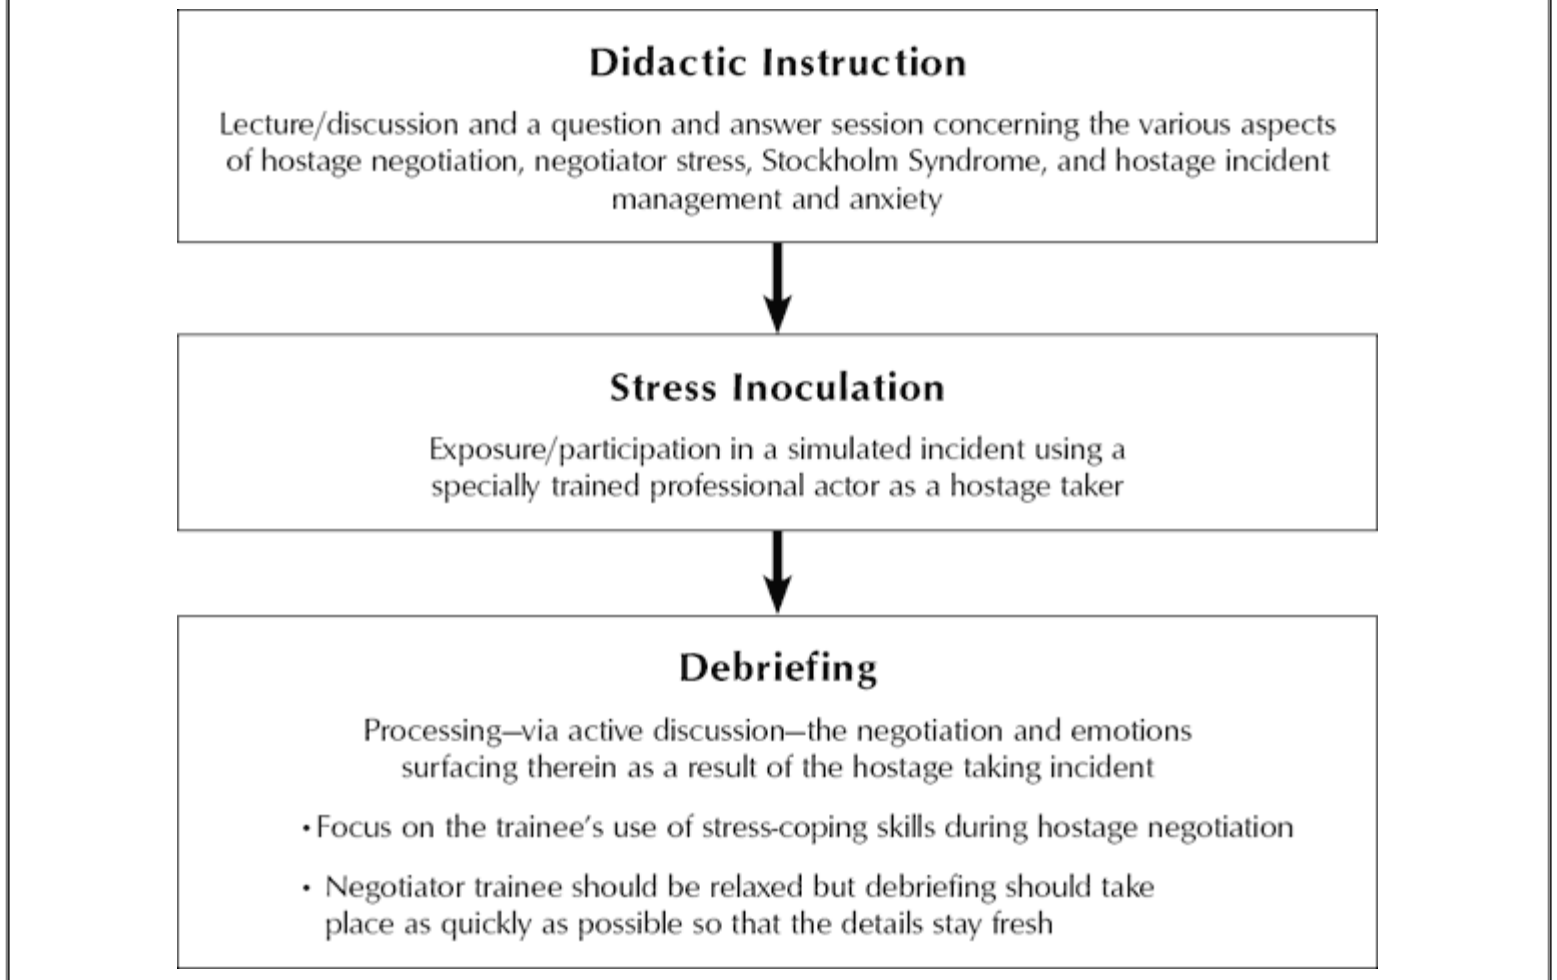 Didactic Instruction
Lecture/discussion and a question and answer session concerning the various aspects
of hostage negotiation, negotiator stress, Stockholm Syndrome, and hostage incident
management and anxiety
Stress Inoculation
Exposure/participation in a simulated incident using a
specially trained professional actor as a hostage taker
Debriefing
Processing—via active discussion—the negotiation and emotions
surfacing therein as a result of the hostage taking incident
• Focus on the trainee's use of stress-coping skills during hostage negotiation
• Negotiator trainee should be relaxed but debriefing should take
place as quickly as possible so that the details stay fresh